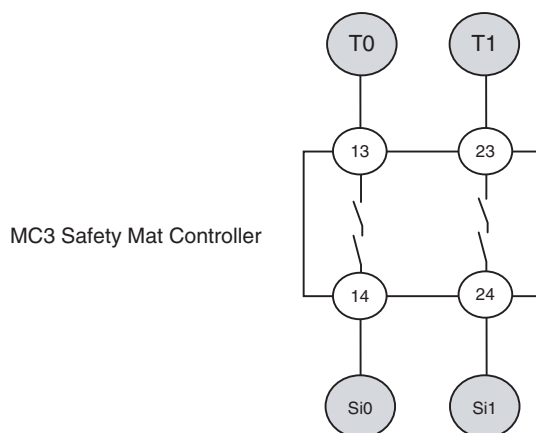 T0 T1
13 23
MC3 Safety Mat Controller
14 24
Si0 Si1